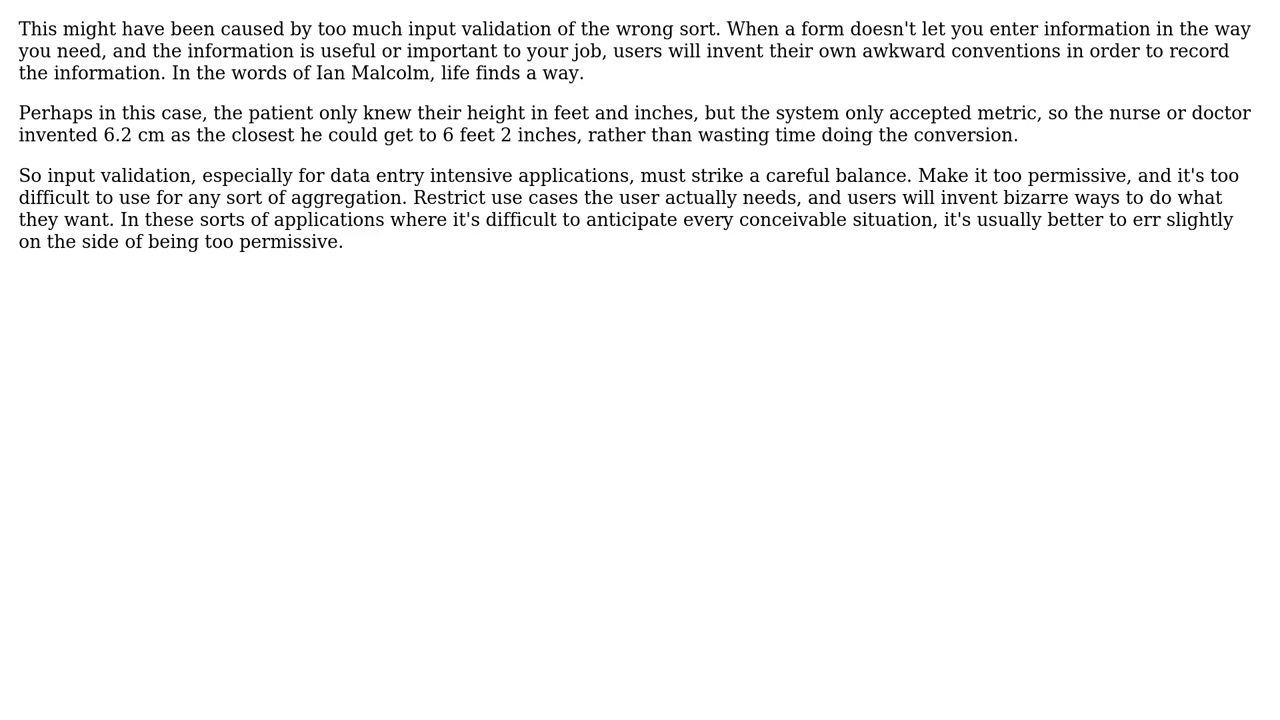 This might have been caused by too much input validation of the wrong sort. When a form doesn't let you enter information in the way
you need, and the information is useful or important to your job, users will invent their own awkward conventions in order to record
the information. In the words of Ian Malcolm, life finds a way.
Perhaps in this case, the patient only knew their height in feet and inches, but the system only accepted metric, so the nurse or doctor
invented 6.2 cm as the closest he could get to 6 feet 2 inches, rather than wasting time doing the conversion.
So input validation, especially for data entry intensive applications, must strike a careful balance. Make it too permissive, and it's too
difficult to use for any sort of aggregation. Restrict use cases the user actually needs, and users will invent bizarre ways to do what
they want. In these sorts of applications where it's difficult to anticipate every conceivable situation, it's usually better to err slightly
on the side of being too permissive.